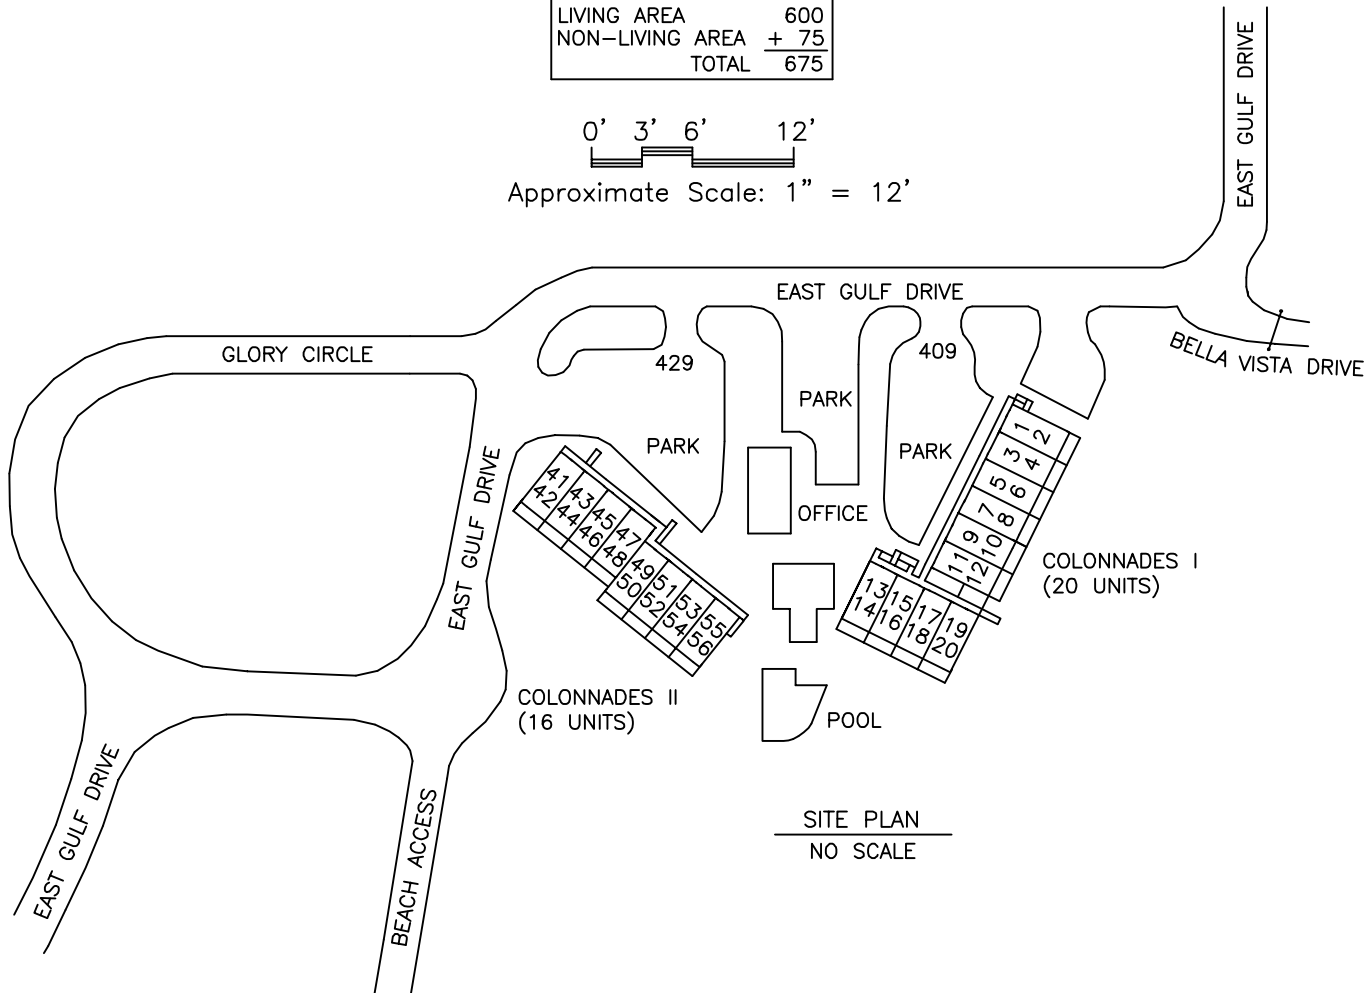 LIVING AREA 600
NON-LIVING AREA + 75
TOTAL 675
0' 3' 6' 12'
Approximate Scale: 1" = 12'
EAST GULF DRIVE
EAST GULF DRIVE
BELLA VISTA DRIVE
GLORY CIRCLE
429
409
PARK
PARK
PARK
OFFICE
EAST GULF DRIVE
41
42
43
44
45
46
47
48
49
50
51
52
53
54
55
56
1
2
3
4
5
6
7
8
9
10
11
12
13
14
15
16
17
18
19
20
COLONNADES I
(20 UNITS)
COLONNADES II
(16 UNITS)
POOL
EAST GULF DRIVE
BEACH ACCESS
SITE PLAN
NO SCALE